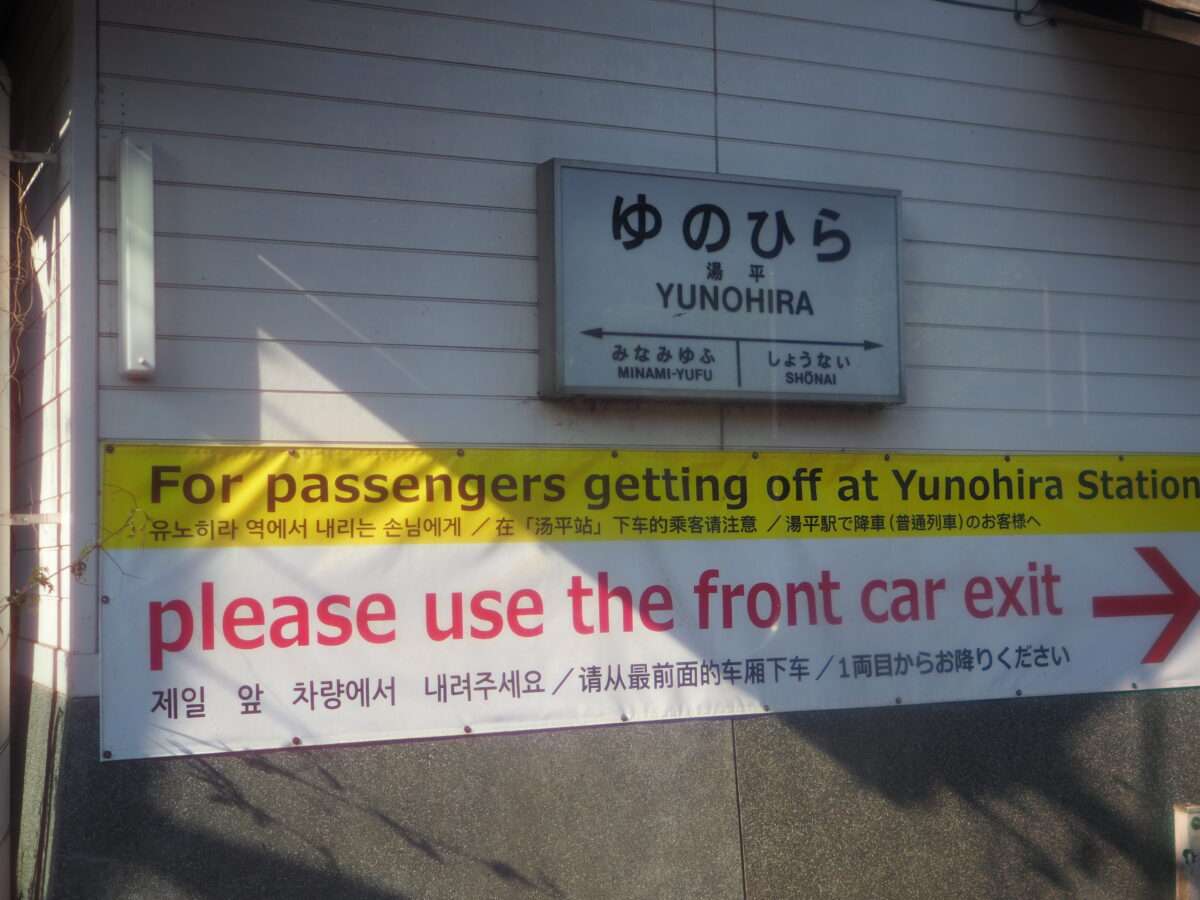 ゆのひら
湯平
YUNOHIRA
みなみゆふ しょうない
MINAMI-YUFU SHŌNAI
For passengers getting off at Yunohira Station
유노히라 역에서 내리는 손님에게 ／ 在「汤平站」下车的乘客请注意 ／ 湯平駅で降車（普通列車）のお客様へ
please use the front car exit
제일 앞 차량에서 내려주세요 ／ 请从最前面的车厢下车 ／ 1両目からお降りください